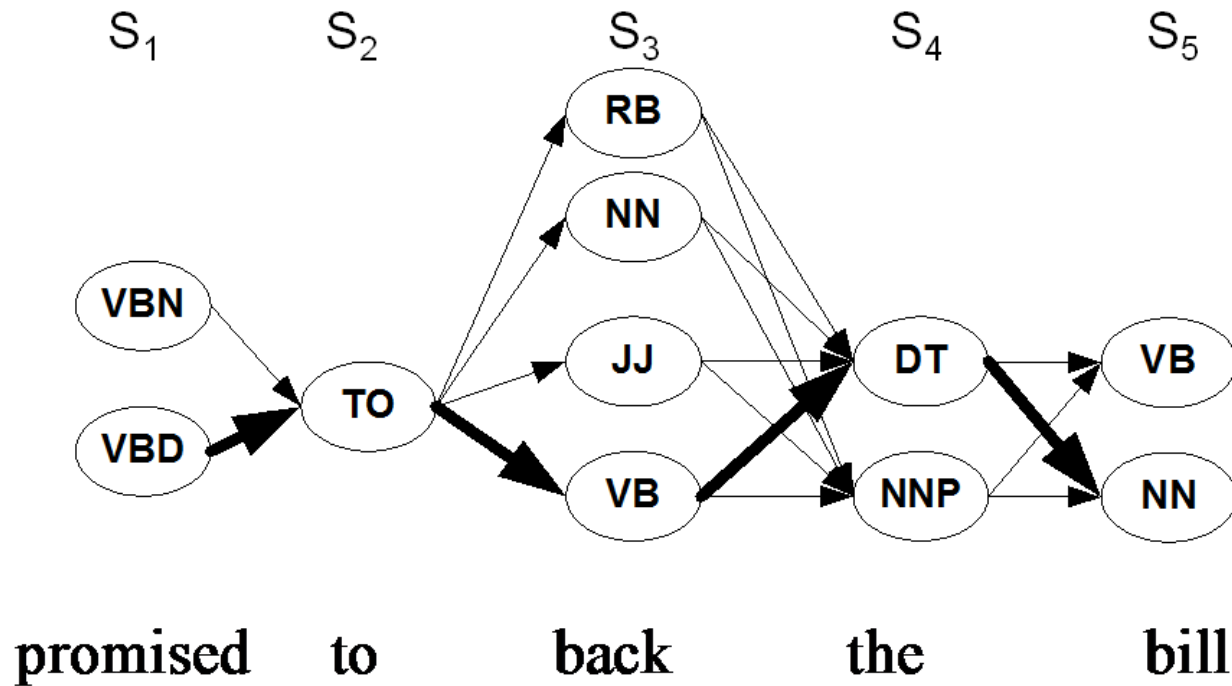 S1 S2 S3 S4 S5
RB
NN
VBN
JJ DT VB
TO
VBD
VB NNP NN
promised to back the bill